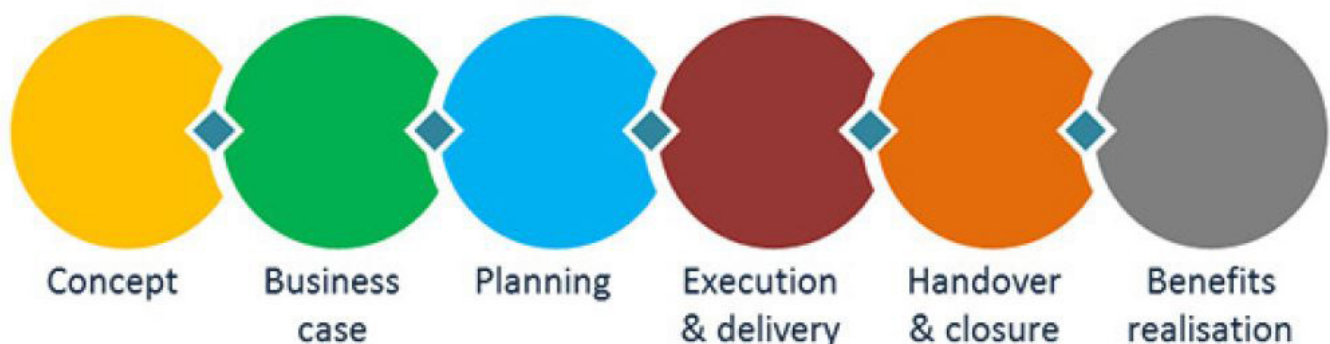 Concept
Business
case
Planning
Execution
& delivery
Handover
& closure
Benefits
realisation